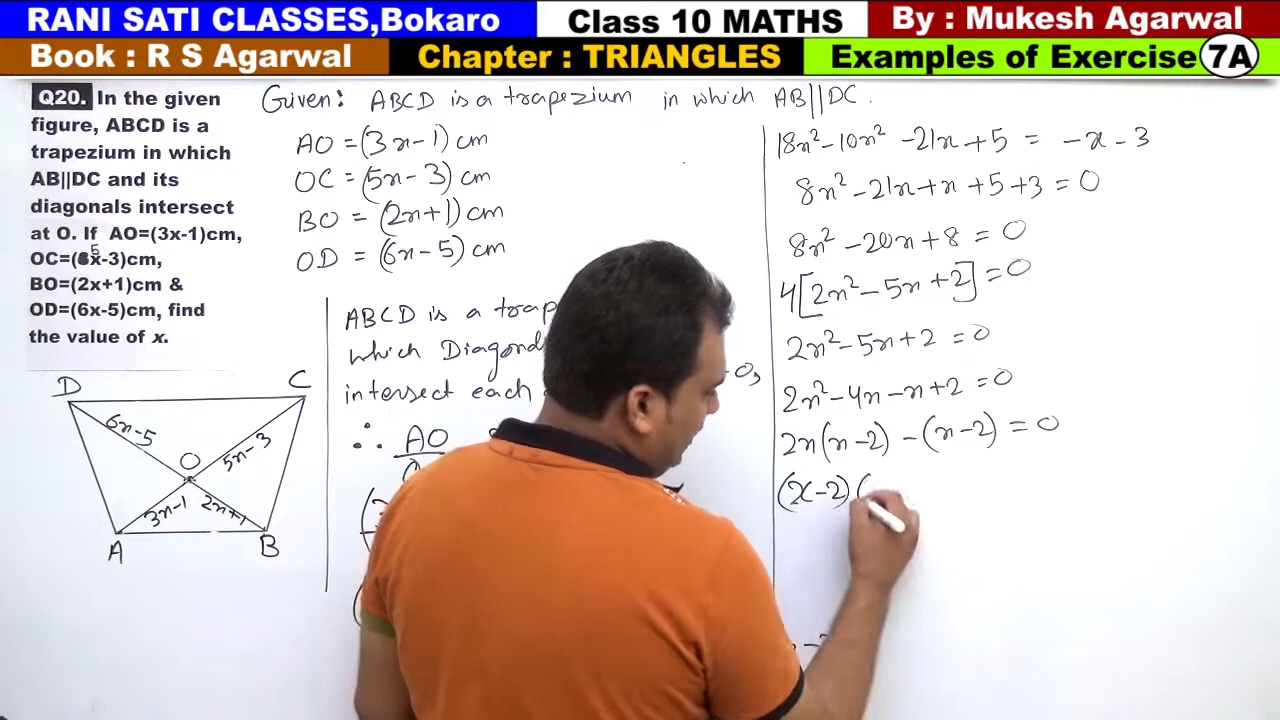 RANI SATI CLASSES,Bokaro
Class 10 MATHS
By : Mukesh Agarwal
Book : R S Agarwal
Chapter : TRIANGLES
Examples of Exercise 7A
Q20. In the given
figure, ABCD is a
trapezium in which
AB||DC and its
diagonals intersect
at O. If AO=(3x-1)cm,
OC=(5x-3)cm,
BO=(2x+1)cm &
OD=(6x-5)cm, find
the value of x.
D
C
6x-5
5x-3
O
3x-1
2x+1
A
B
Given: ABCD is a trapezium in which AB||DC.
AO = (3x-1) cm
OC = (5x-3) cm
BO = (2x+1) cm
OD = (6x-5) cm
ABCD is a
which
intersect each
O,
∴ AO
18x²-10x² -21x+5 = -x-3
8x²-21x+x+5+3=0
8x²-20x+8=0
4[2x²-5x+2]=0
2x²-5x+2=0
2x²-4x-x+2=0
2x(x-2)-(x-2)=0
(x-2)(